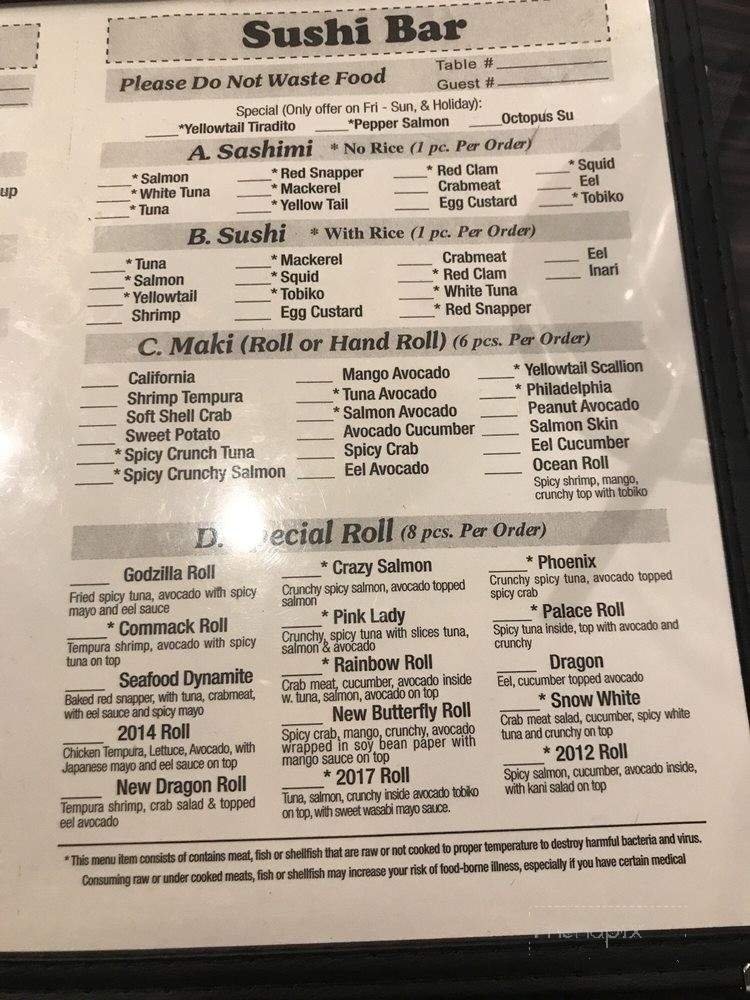 Sushi Bar
Please Do Not Waste Food
Table #
Guest #
Special (Only offer on Fri - Sun, & Holiday):
*Yellowtail Tiradito *Pepper Salmon Octopus Su
A. Sashimi * No Rice (1 pc. Per Order)
* Salmon * Red Snapper * Red Clam * Squid
* White Tuna * Mackerel Crabmeat Eel
* Tuna * Yellow Tail Egg Custard * Tobiko
up
B. Sushi * With Rice (1 pc. Per Order)
* Tuna * Mackerel Crabmeat Eel
* Salmon * Squid * Red Clam Inari
* Yellowtail * Tobiko * White Tuna
Shrimp Egg Custard * Red Snapper
C. Maki (Roll or Hand Roll) (6 pcs. Per Order)
California Mango Avocado * Yellowtail Scallion
Shrimp Tempura * Tuna Avocado * Philadelphia
Soft Shell Crab * Salmon Avocado Peanut Avocado
Sweet Potato Avocado Cucumber Salmon Skin
* Spicy Crunch Tuna Spicy Crab Eel Cucumber
* Spicy Crunchy Salmon Eel Avocado Ocean Roll
Spicy shrimp, mango,
crunchy top with tobiko
D. ecial Roll (8 pcs. Per Order)
Godzilla Roll
Fried spicy tuna, avocado with spicy
mayo and eel sauce
* Commack Roll
Tempura shrimp, avocado with spicy
tuna on top
Seafood Dynamite
Baked red snapper, with tuna, crabmeat,
with eel sauce and spicy mayo
2014 Roll
Chicken Tempura, Lettuce, Avocado, with
Japanese mayo and eel sauce on top
New Dragon Roll
Tempura shrimp, crab salad & topped
eel avocado
* Crazy Salmon
Crunchy spicy salmon, avocado topped
salmon
* Pink Lady
Crunchy, spicy tuna with slices tuna,
salmon & avocado
* Rainbow Roll
Crab meat, cucumber, avocado inside
w. tuna, salmon, avocado on top
New Butterfly Roll
Spicy crab, mango, crunchy, avocado
wrapped in soy bean paper with
mango sauce on top
* 2017 Roll
Tuna, salmon, crunchy inside avocado tobiko
on top, with sweet wasabi mayo sauce.
* Phoenix
Crunchy spicy tuna, avocado topped
spicy crab
* Palace Roll
Spicy tuna inside, top with avocado and
crunchy
Dragon
Eel, cucumber topped avocado
* Snow White
Crab meat salad, cucumber, spicy white
tuna and crunchy on top
* 2012 Roll
Spicy salmon, cucumber, avocado inside,
with kani salad on top
* This menu item consists of contains meat, fish or shellfish that are raw or not cooked to proper temperature to destroy harmful bacteria and virus.
Consuming raw or under cooked meats, fish or shellfish may increase your risk of food-borne illness, especially if you have certain medical